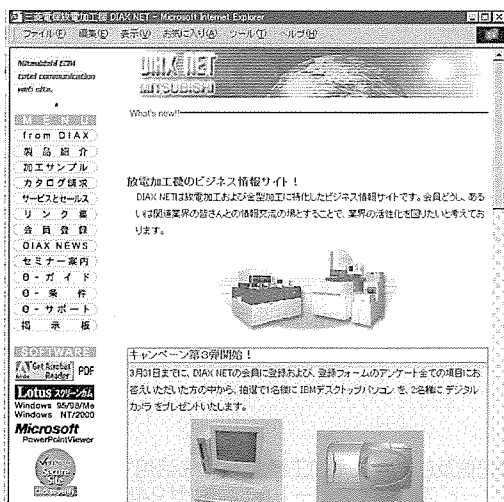 三菱電機放電加工機 DIAX NET - Microsoft Internet Explorer
ファイル(F) 編集(E) 表示(V) お気に入り(A) ツール(T) ヘルプ(H)
Mitsubishi EDM
total communication
web site.
DIAX NET
MITSUBISHI
What's new!!
MENU
from DIAX
製品紹介
加工サンプル
カタログ請求
サービスとセールス
リンク集
会員登録
DIAX NEWS
セミナー案内
e-ガイド
e-条件
e-サポート
掲示板
放電加工機のビジネス情報サイト!
DIAX NETは放電加工および金型加工に特化したビジネス情報サイトです。会員どうし、ある
いは関連業界の皆さんとの情報交流の場とすることで、業界の活性化を図りたいと考えてお
ります。
SOFTWARE
Get Acrobat Reader PDF
Lotus スクリーンカム
Windows 95/98/Me
Windows NT/2000
Microsoft
PowerPointViewer
Secure
Site
Click to verify
キャンペーン第3弾開始!
3月31日までに、DIAX NETの会員に登録および、登録フォームのアンケート全ての項目にお
答えいただいた方の中から、抽選で1名様に IBMデスクトップパソコン を、2名様に デジタル
カメラ をプレゼントいたします。